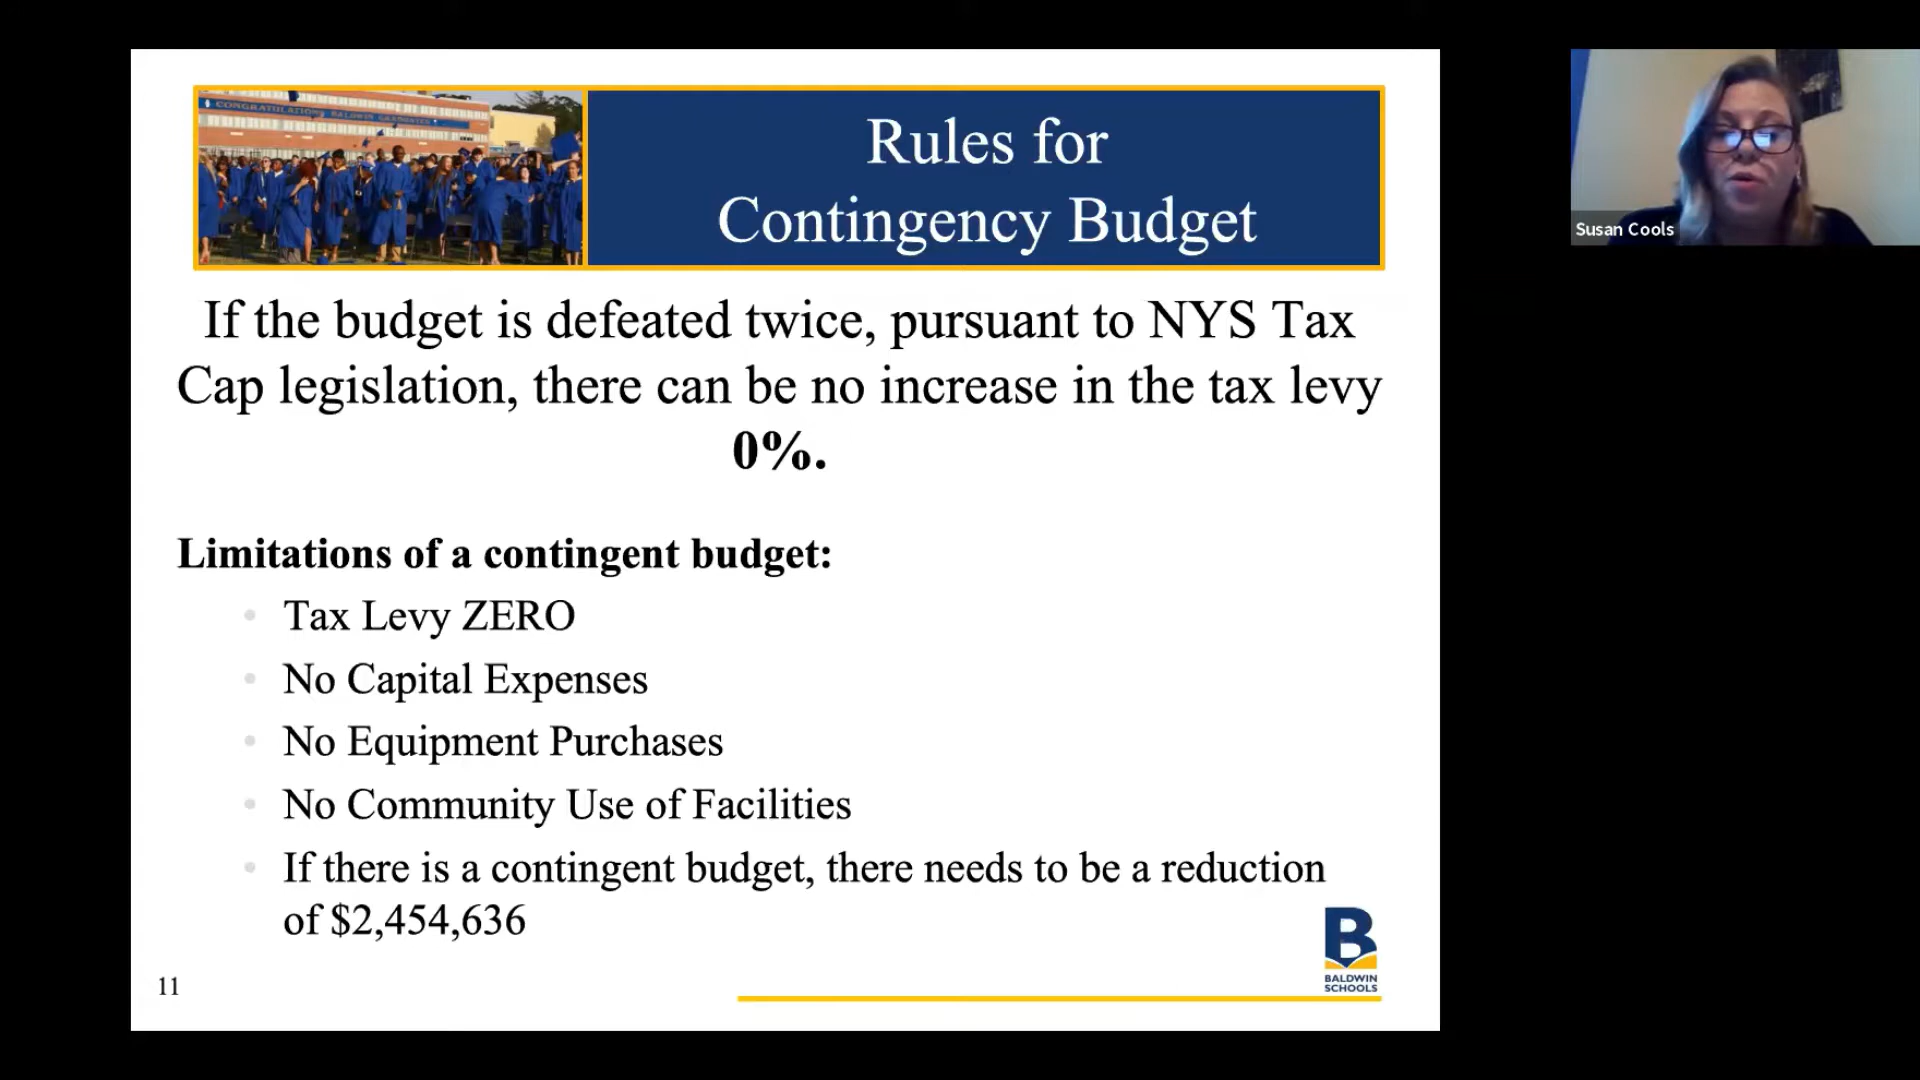 CONGRATULATIONS BALDWIN GRADUATES
Rules for
Contingency Budget
Susan Cools
If the budget is defeated twice, pursuant to NYS Tax
Cap legislation, there can be no increase in the tax levy
0%.
Limitations of a contingent budget:
• Tax Levy ZERO
• No Capital Expenses
• No Equipment Purchases
• No Community Use of Facilities
• If there is a contingent budget, there needs to be a reduction
of $2,454,636
B
BALDWIN
SCHOOLS
11